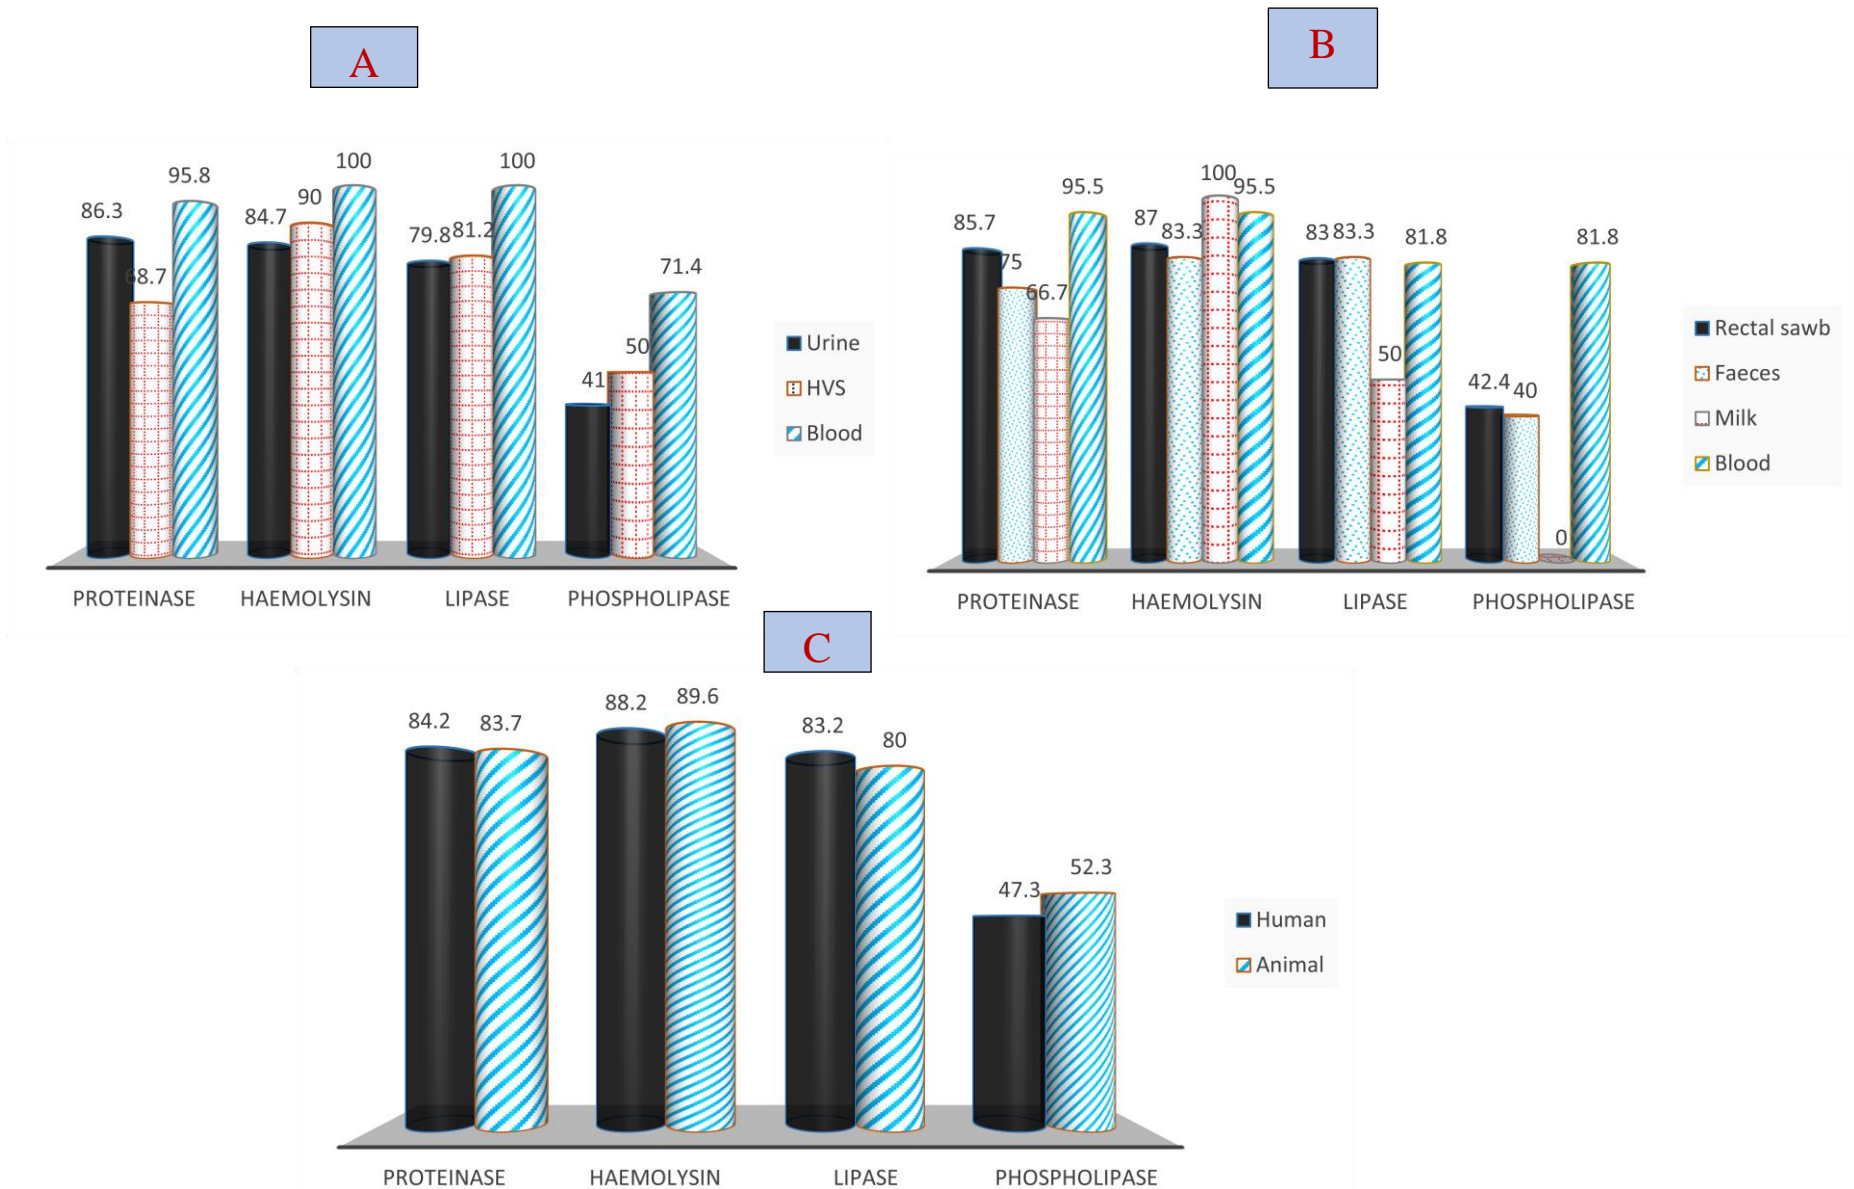 A
B
95.8
100
100
86.3
84.7
90
79.8
81.2
71.4
68.7
50
41
Urine
HVS
Blood
PROTEINASE HAEMOLYSIN LIPASE PHOSPHOLIPASE
95.5
100
95.5
85.7
87
83.3
83
83.3
81.8
81.8
75
66.7
50
42.4
40
0
Rectal sawb
Faeces
Milk
Blood
PROTEINASE HAEMOLYSIN LIPASE PHOSPHOLIPASE
C
84.2
83.7
88.2
89.6
83.2
80
47.3
52.3
Human
Animal
PROTEINASE HAEMOLYSIN LIPASE PHOSPHOLIPASE